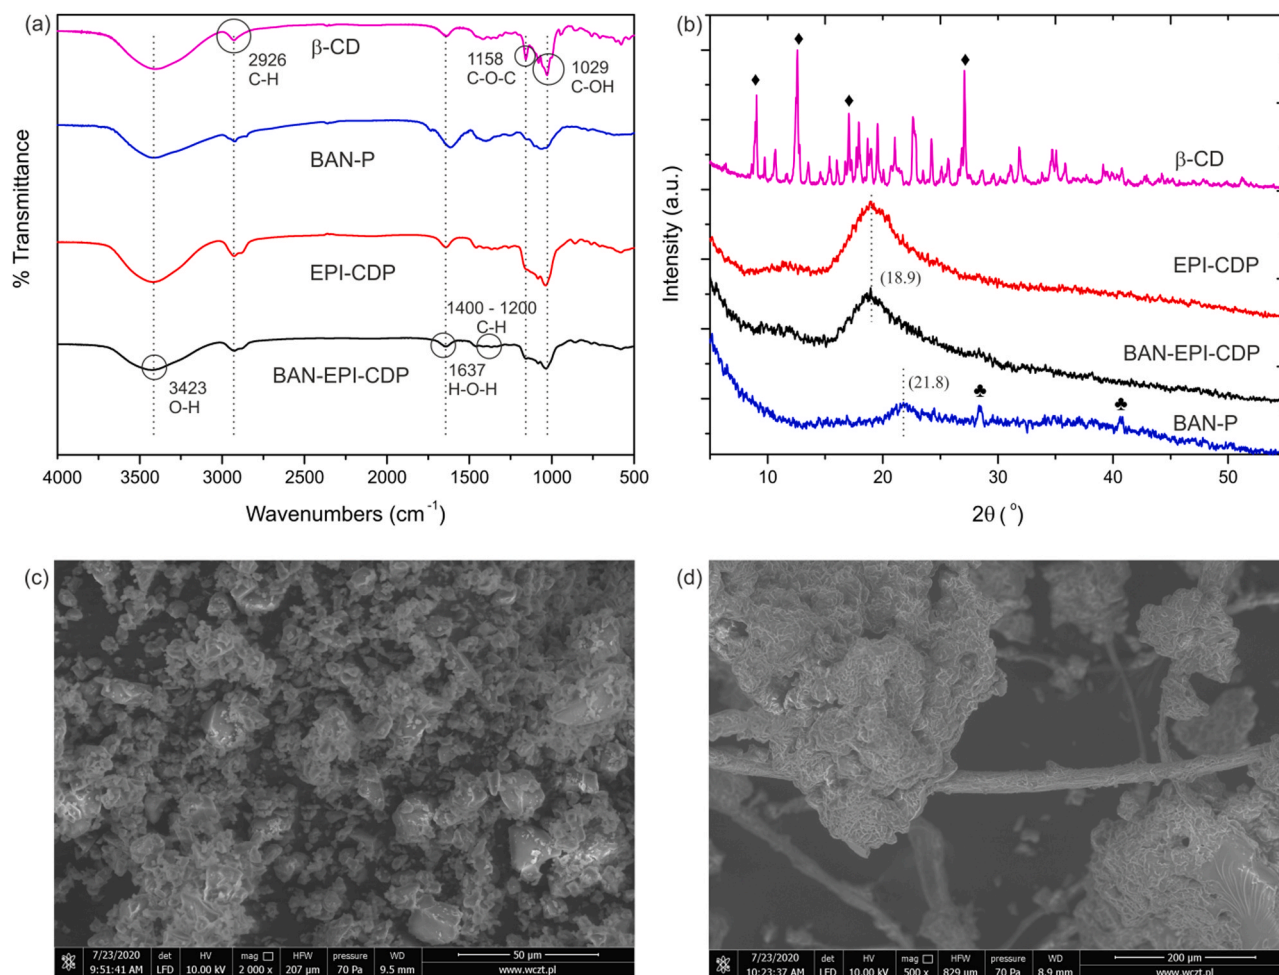 (a)
β-CD
2926
C-H
1158
C-O-C
1029
C-OH
BAN-P
EPI-CDP
1400 - 1200
C-H
BAN-EPI-CDP
3423
O-H
1637
H-O-H
% Transmittance
4000 3500 3000 2500 2000 1500 1000 500
Wavenumbers (cm⁻¹)
(b)
♦ ♦ ♦ ♦
β-CD
EPI-CDP
(18.9)
BAN-EPI-CDP
(21.8)
♣ ♣
BAN-P
Intensity (a.u.)
10 20 30 40 50
2θ (°)
(c)
7/23/2020 det HV mag HFW pressure WD 50 μm
9:51:41 AM LFD 10.00 kV 2 000 x 207 μm 70 Pa 9.5 mm www.wczt.pl
(d)
7/23/2020 det HV mag HFW pressure WD 200 μm
10:23:37 AM LFD 10.00 kV 500 x 829 μm 70 Pa 8.9 mm www.wczt.pl